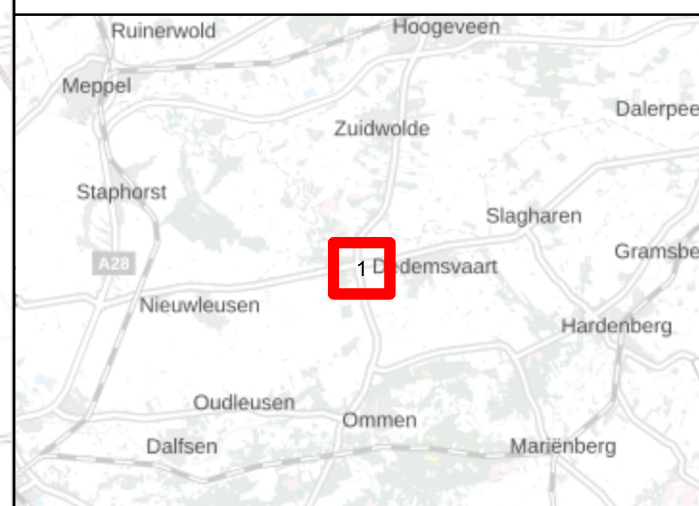 Hoogeveen
Ruinerwold
Meppel
Dalerpee
Zuidwolde
Staphorst
Slagharen
Gramsbe
A28
1
Dedemsvaart
Nieuwleusen
Hardenberg
Oudleusen
Ommen
Dalfsen
Mariënberg